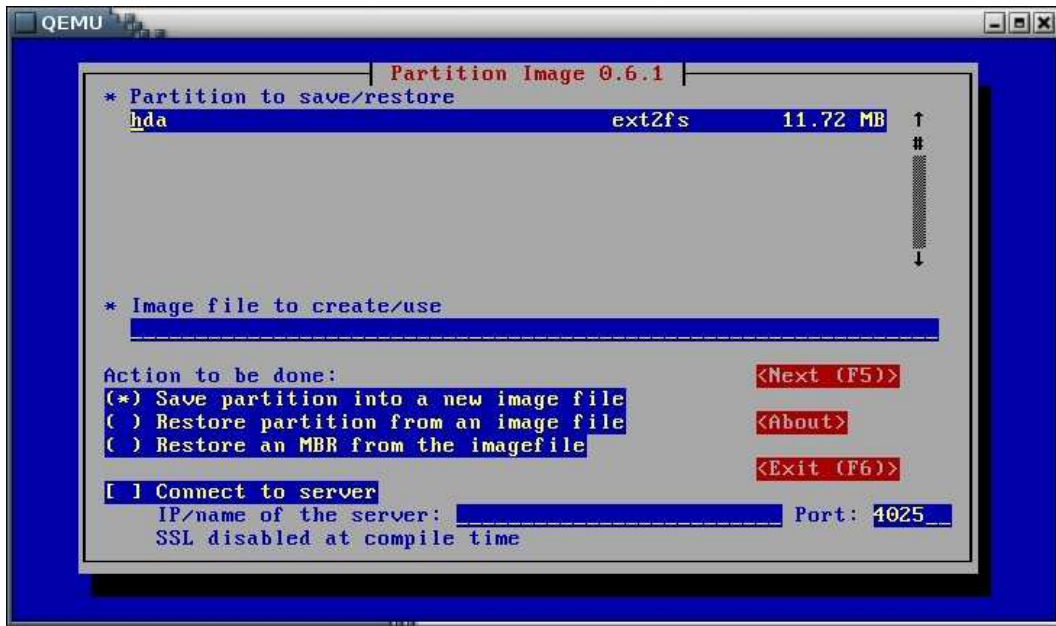 QEMU
Partition Image 0.6.1
* Partition to save/restore
hda ext2fs 11.72 MB ↑
#
↓
* Image file to create/use
Action to be done: <Next (F5)>
(*) Save partition into a new image file
( ) Restore partition from an image file <About>
( ) Restore an MBR from the imagefile
<Exit (F6)>
[ ] Connect to server
IP/name of the server: ________________________ Port: 4025__
SSL disabled at compile time